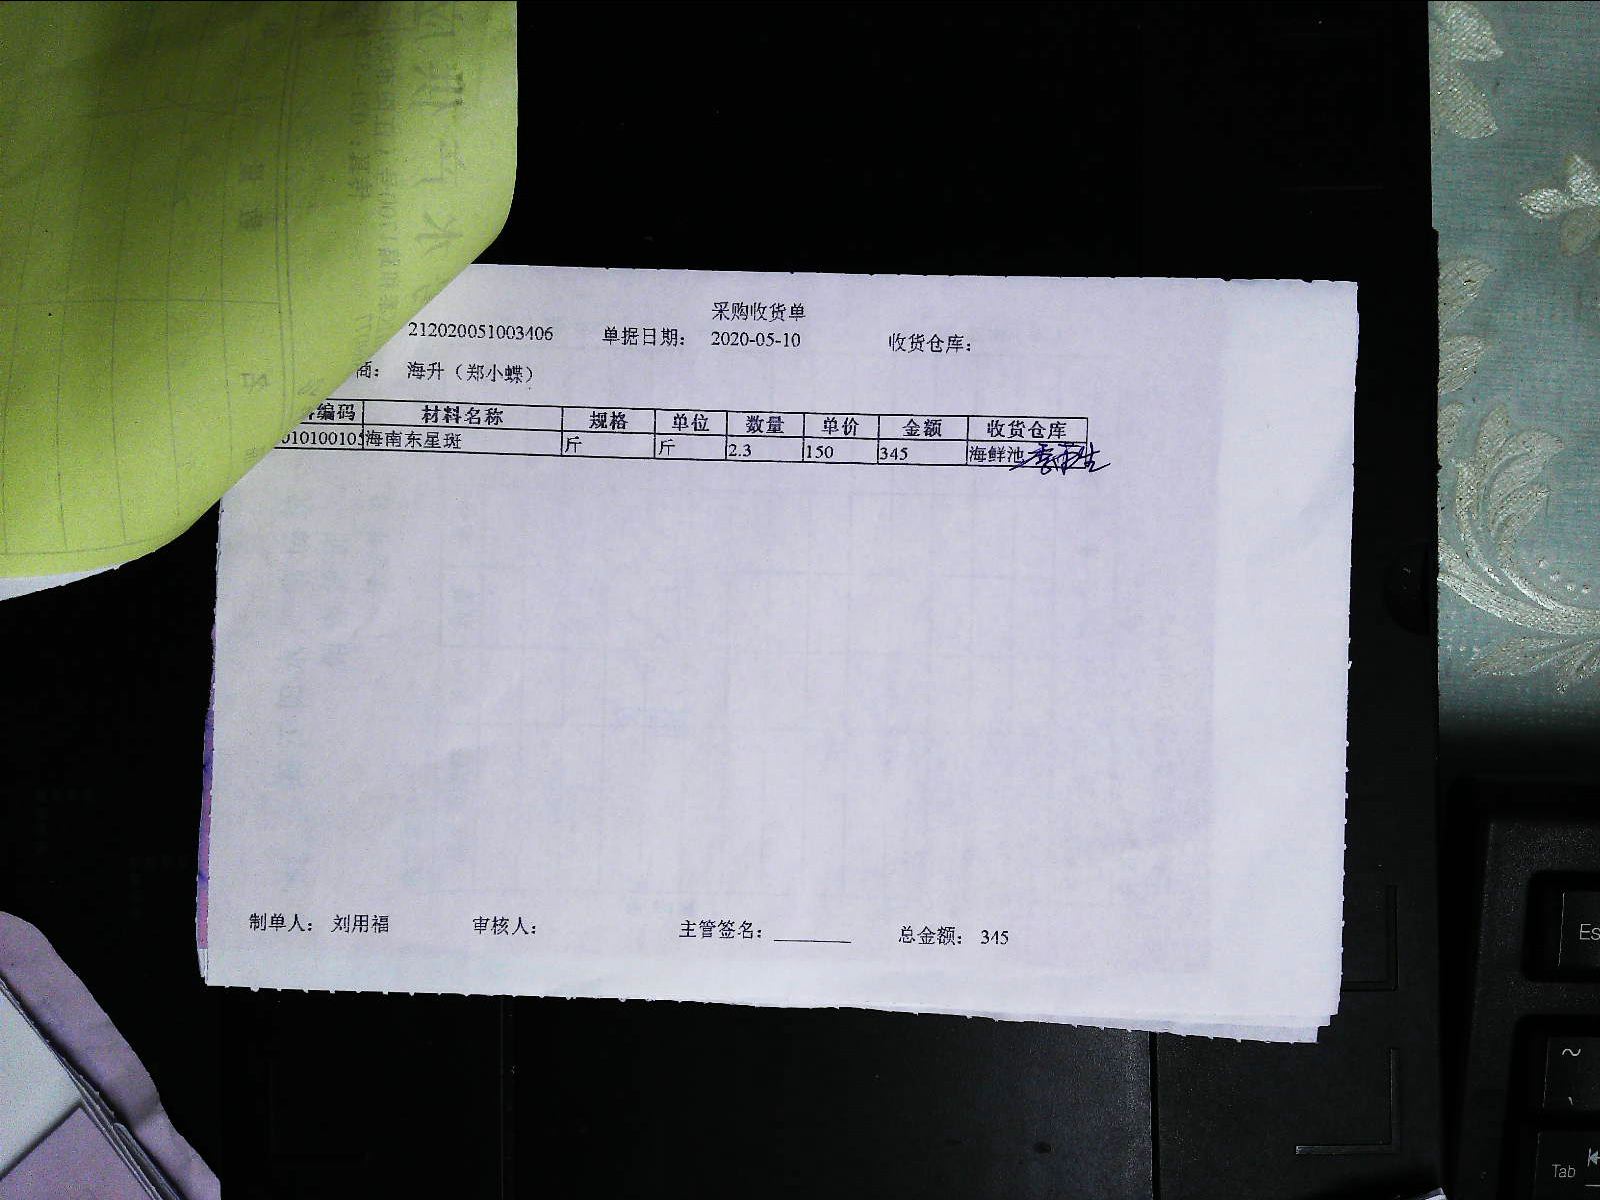 采购收货单
212020051003406 单据日期： 2020-05-10 收货仓库：
商： 海升（郑小蝶）
编码 材料名称 规格 单位 数量 单价 金额 收货仓库
010100105 海南东星斑 斤 斤 2.3 150 345 海鲜池
制单人： 刘用福 审核人： 主管签名： 总金额： 345
Es
~
Tab